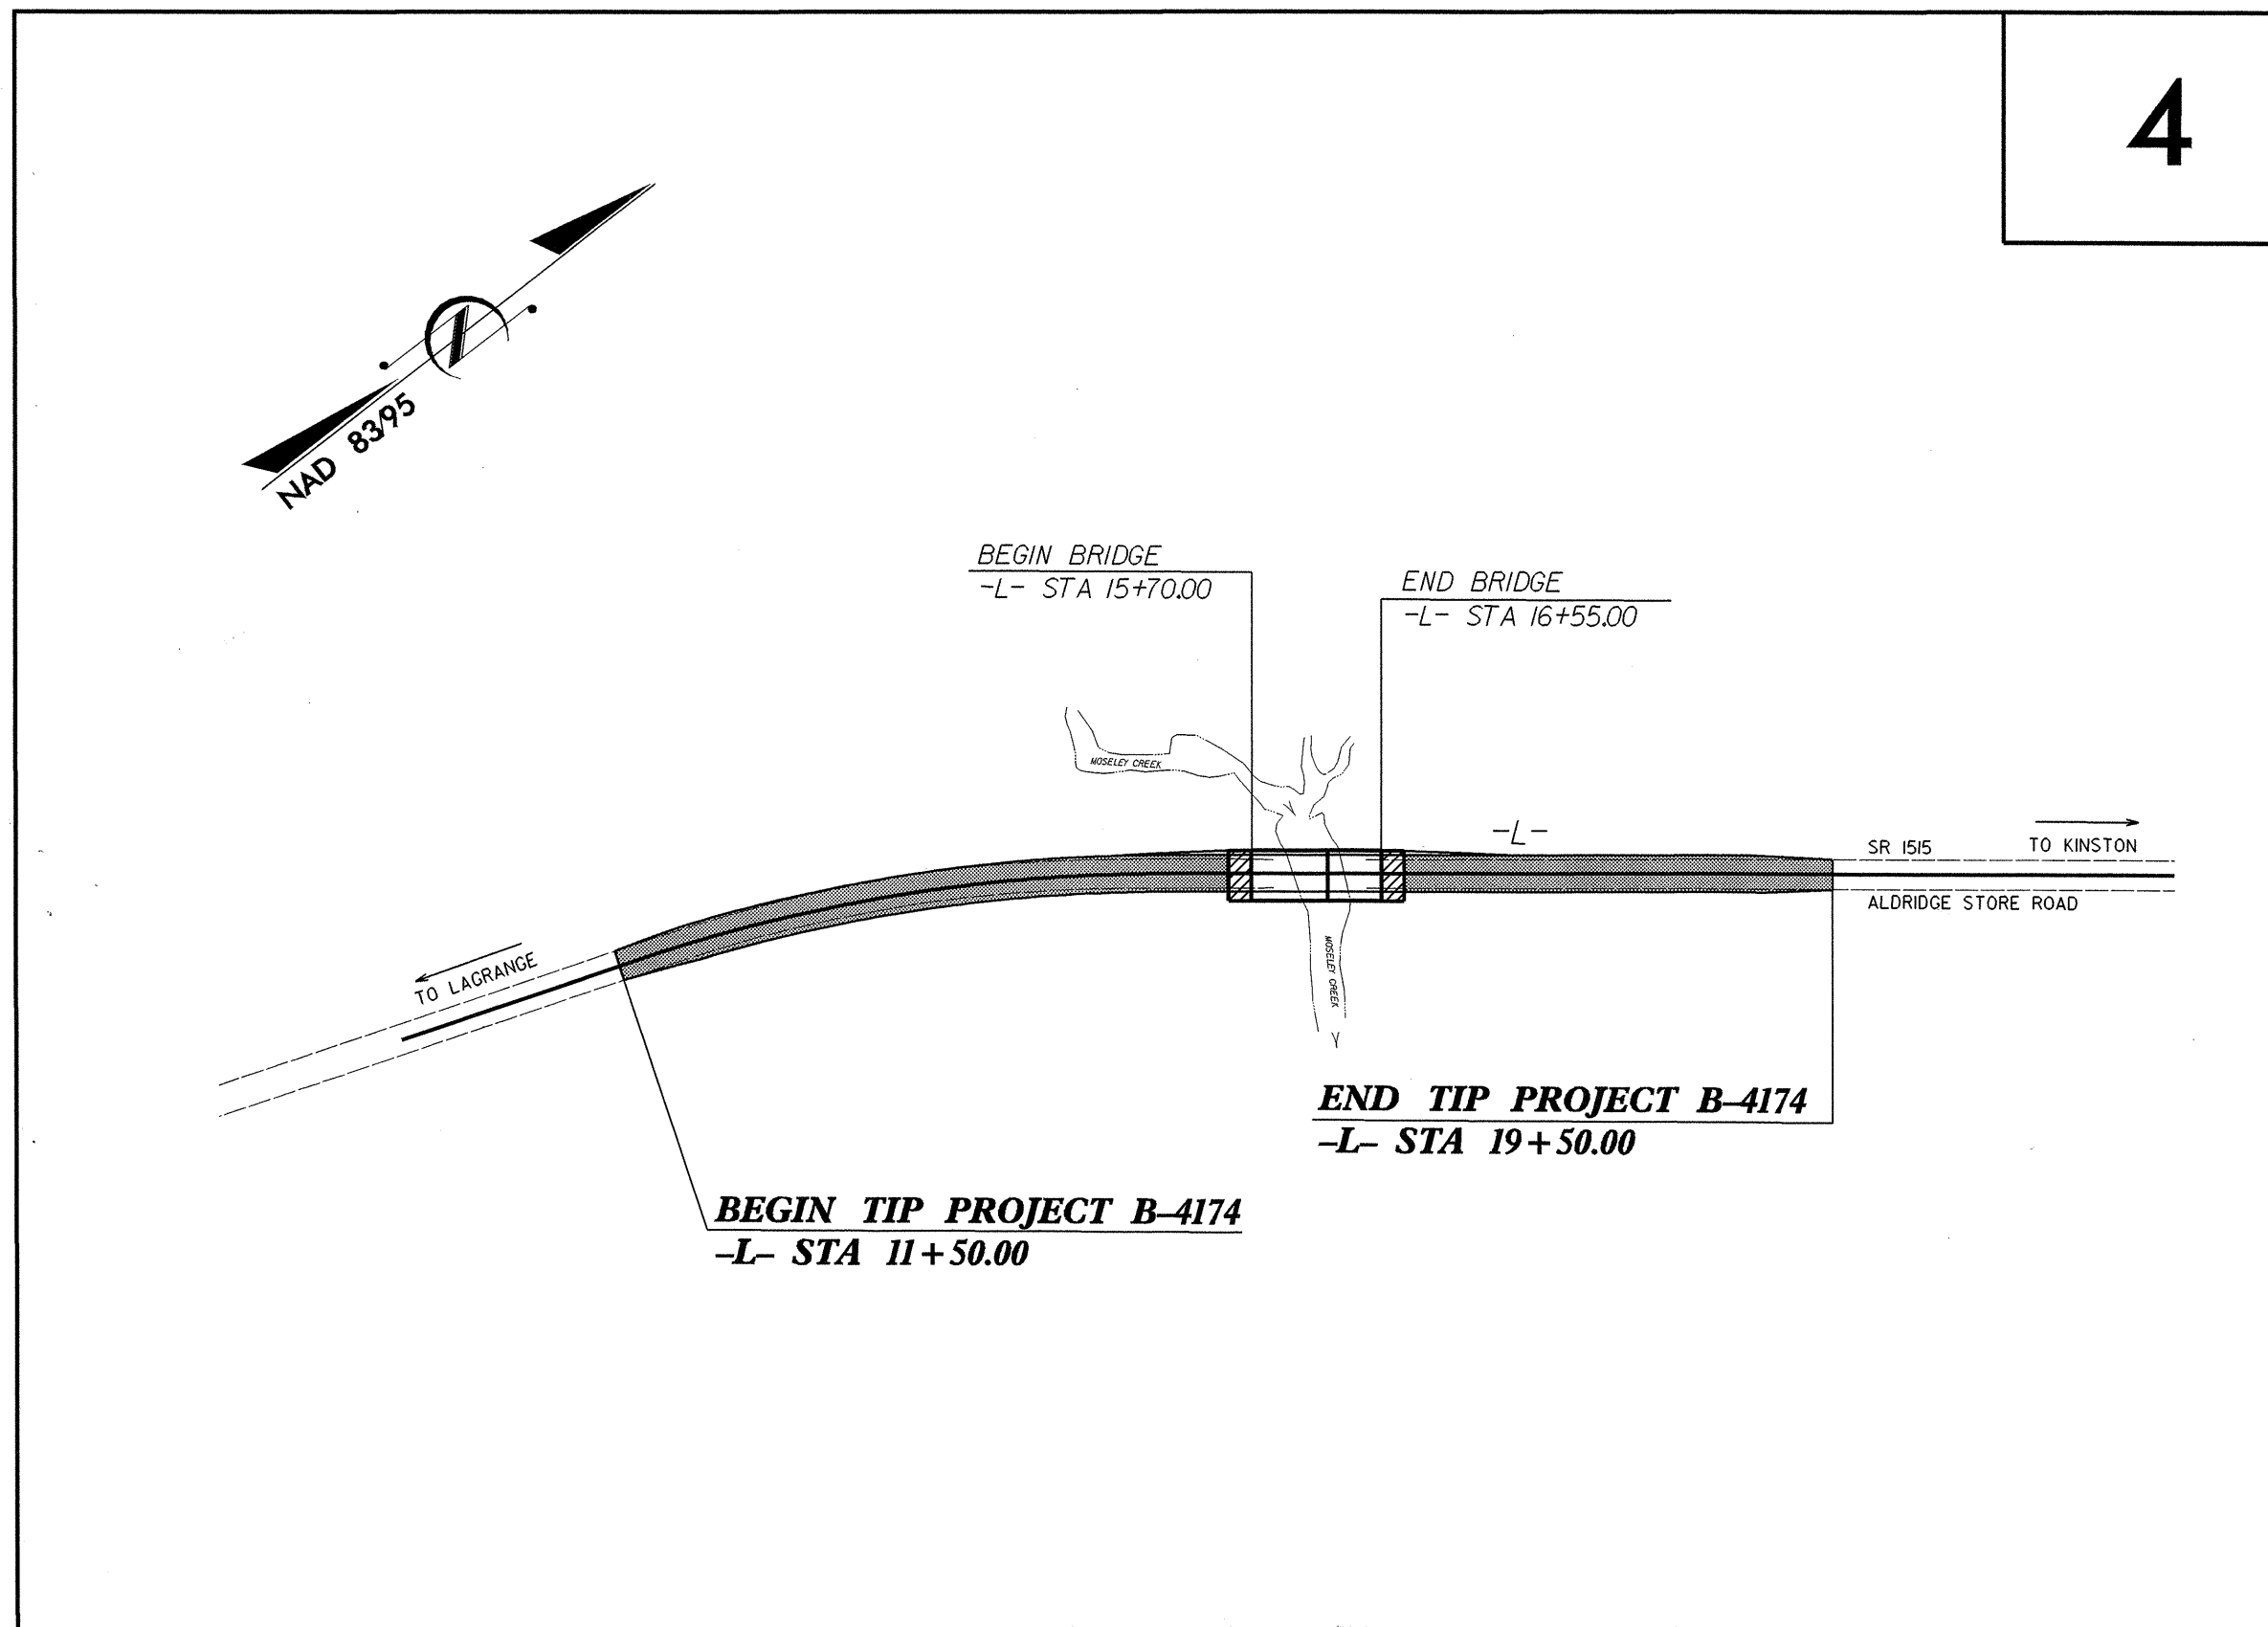 4
NAD 83/95
BEGIN BRIDGE
-L- STA 15+70.00
END BRIDGE
-L- STA 16+55.00
MOSELEY CREEK
-L-
SR 1515
TO KINSTON
ALDRIDGE STORE ROAD
TO LAGRANGE
MOSELEY CREEK
END TIP PROJECT B-4174
-L- STA 19+50.00
BEGIN TIP PROJECT B-4174
-L- STA 11+50.00